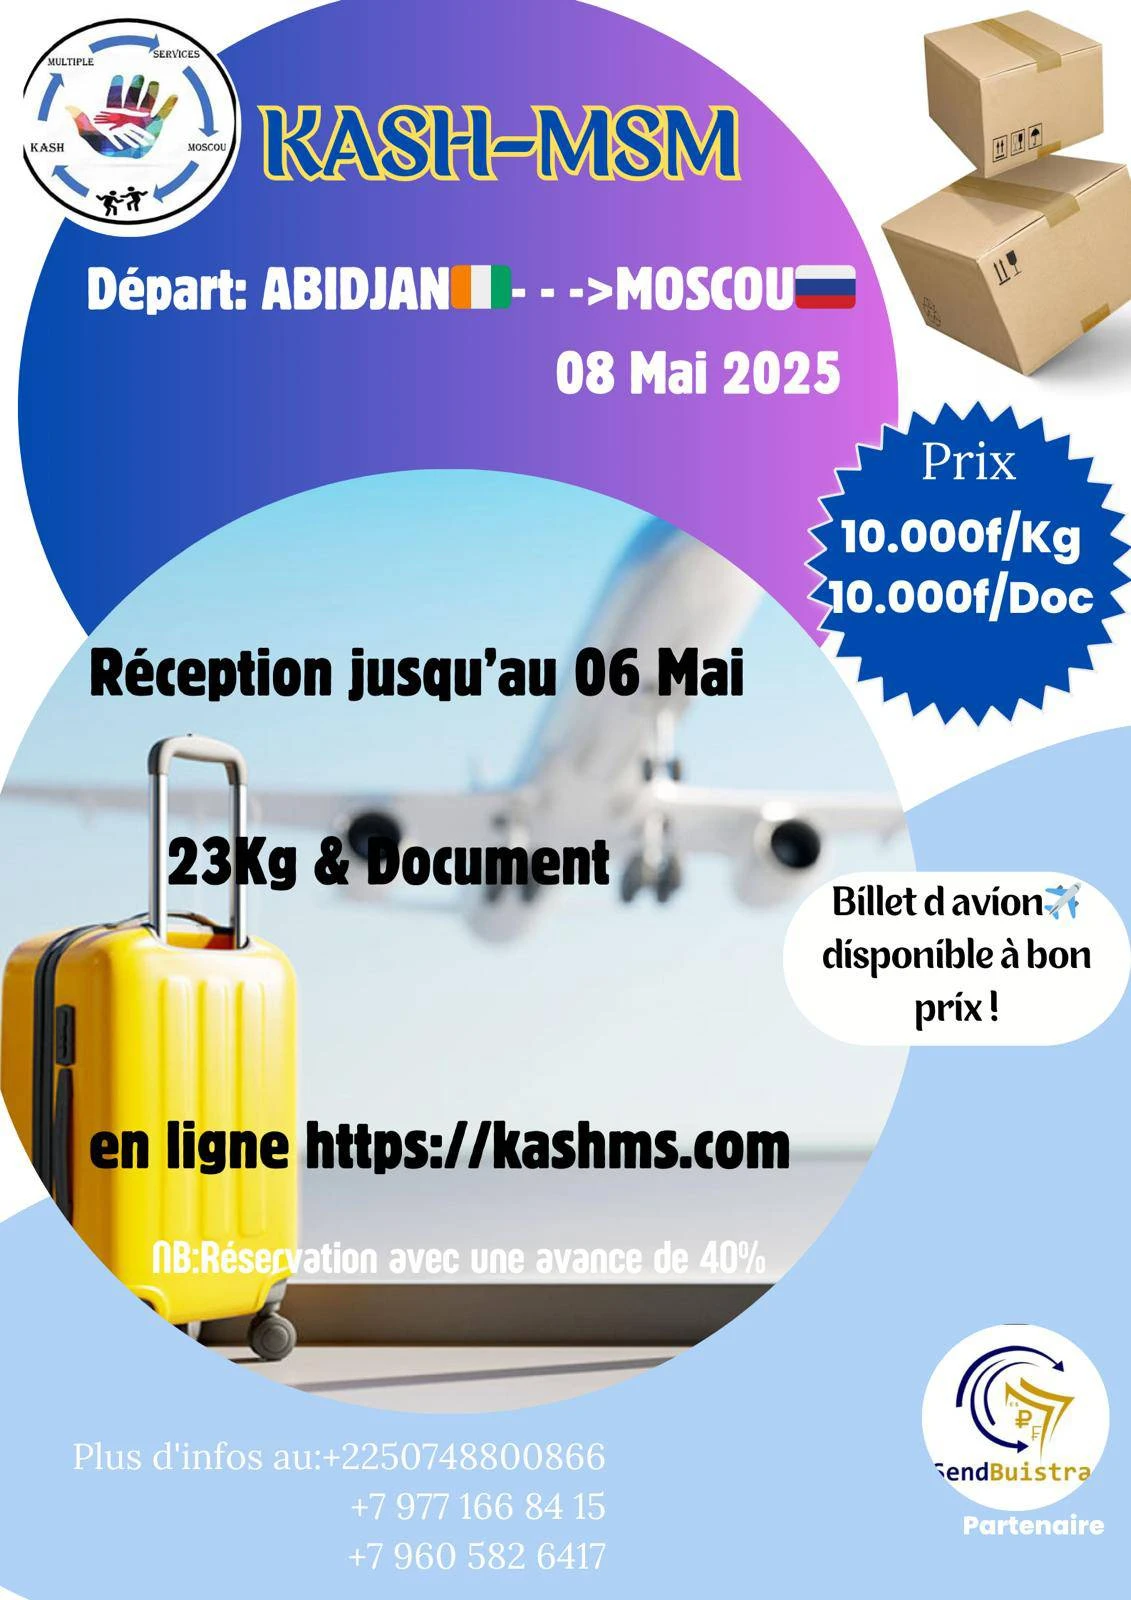 MULTIPLE
SERVICES
KASH
MOSCOU
KASH-MSM
Départ: ABIDJAN🇨🇮- - ->MOSCOU🇷🇺
08 Mai 2025
Prix
10.000f/Kg
10.000f/Doc
Réception jusqu'au 06 Mai
23Kg & Document
Billet d avion✈️
disponible à bon
prix !
en ligne https://kashms.com
NB:Réservation avec une avance de 40%
Plus d'infos au:+2250748800866
+7 977 166 84 15
+7 960 582 6417
SendBuistra
Partenaire